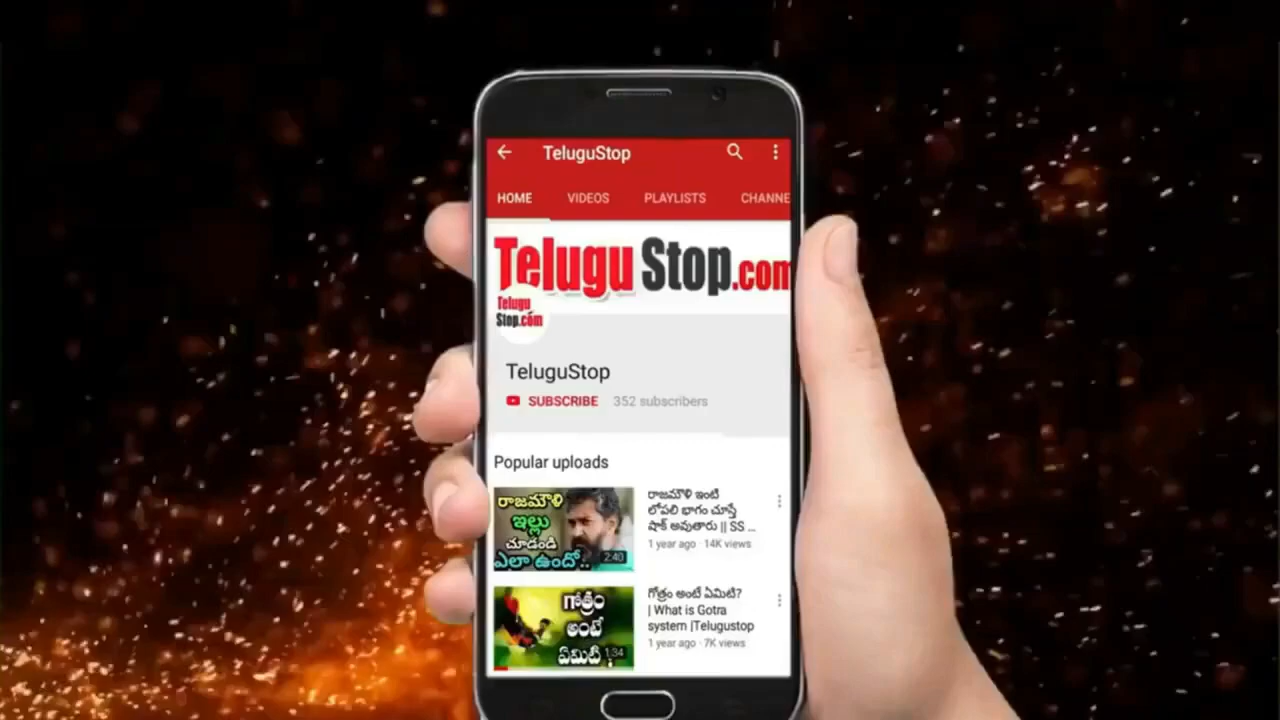 TeluguStop
HOME VIDEOS PLAYLISTS CHANNE
Telugu Stop.com
Telugu
Stop.com
TeluguStop
SUBSCRIBE 352 subscribers
Popular uploads
రాజమౌళి
ఇల్లు
చూడండి
ఎలా ఉందో..
2:40
రాజమౌళి ఇంటి
లోపలి భాగం చూస్తే
షాక్ అవుతారు || SS ...
1 year ago · 14K views
గోత్రం
అంటే
ఏమిటి ?
1:34
గోత్రం అంటే ఏమిటి?
| What is Gotra
system |Telugustop
1 year ago · 7K views